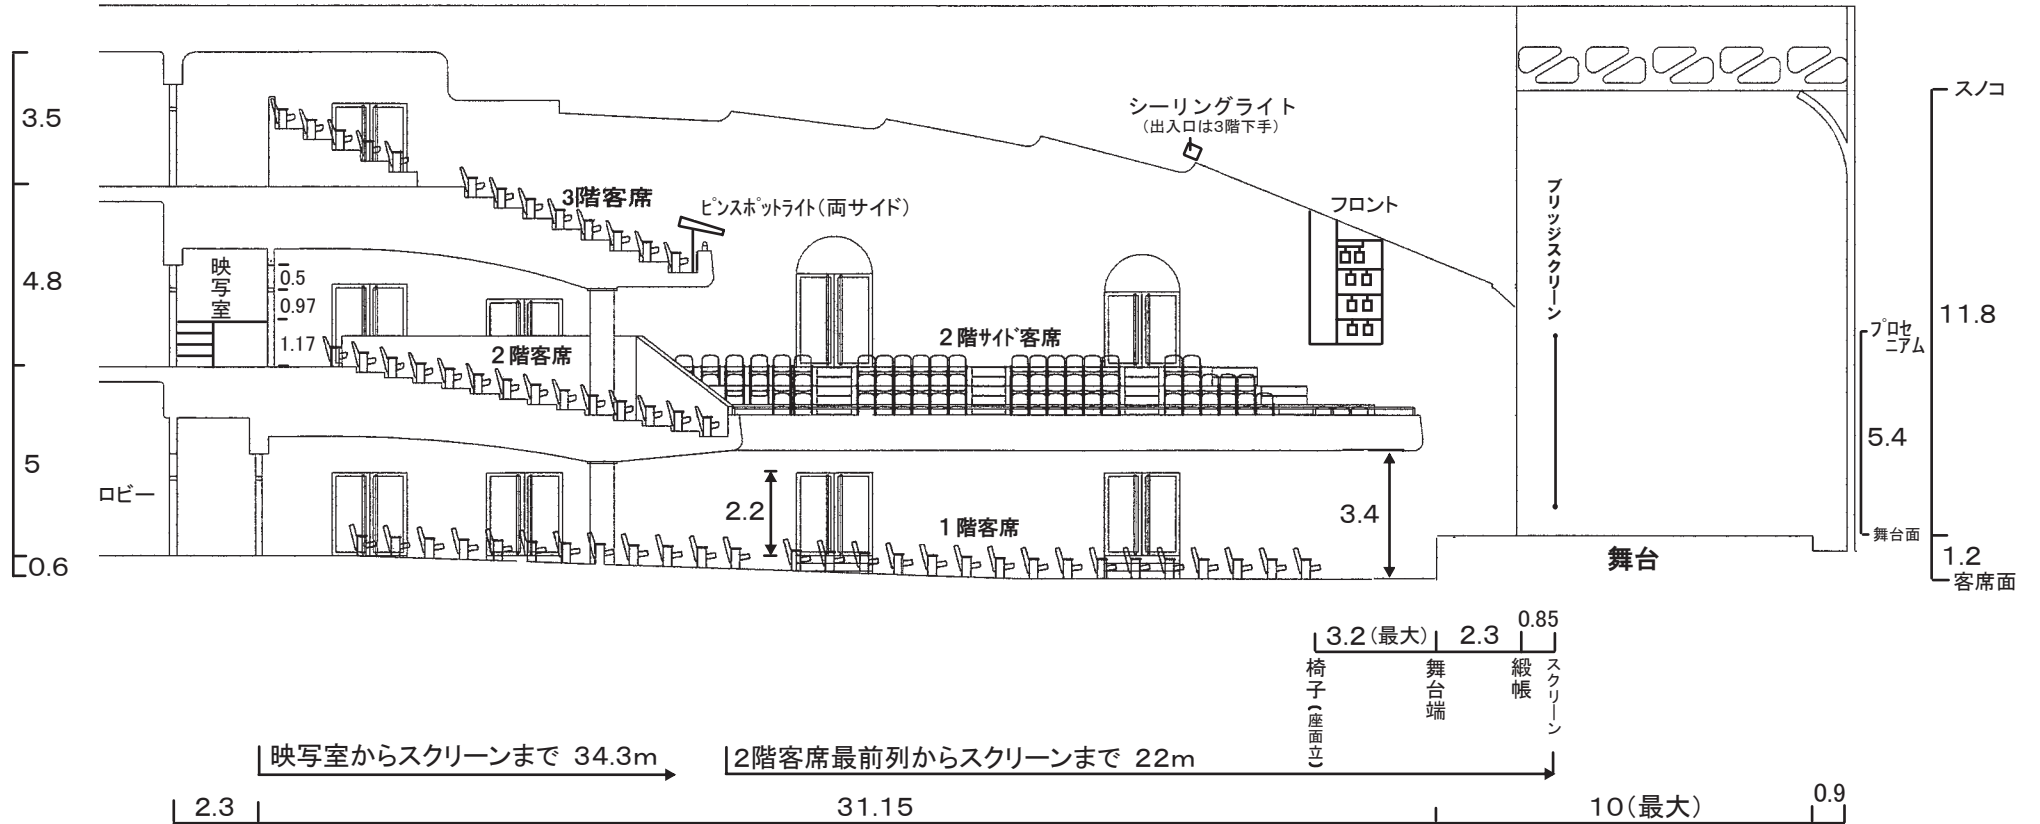 3.5
4.8
5
0.6
シーリングライト
(出入口は3階下手)
スノコ
3階客席
ピンスポットライト(両サイド)
フロント
ブリッジスクリーン
映写室
0.5
0.97
1.17
2階客席
2階サイド客席
11.8
プロセ
ニアム
5.4
ロビー
2.2
1階客席
3.4
舞台
舞台面
1.2
客席面
3.2(最大)
2.3
0.85
椅子(座面立)
舞台端
緞帳
スクリーン
映写室からスクリーンまで 34.3m
2階客席最前列からスクリーンまで 22m
2.3
31.15
10(最大)
0.9